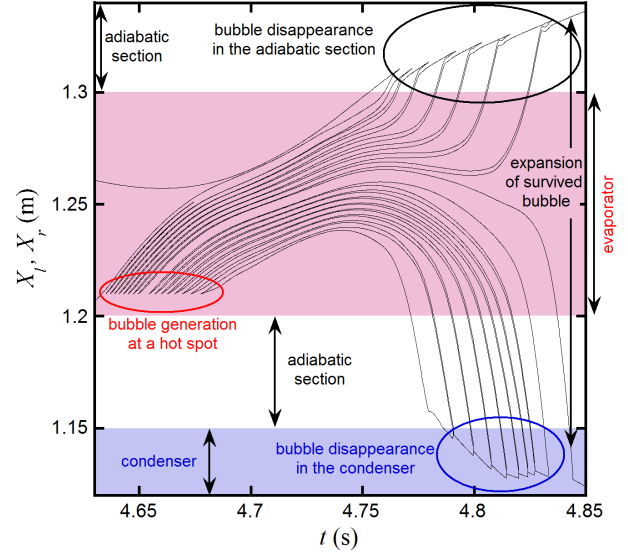 adiabatic
section
bubble disappearance
in the adiabatic section
1.3
expansion
of survived
bubble
evaporator
1.25
X_l, X_r (m)
bubble generation
at a hot spot
1.2
adiabatic
section
1.15
condenser
bubble disappearance
in the condenser
4.65
4.7
4.75
4.8
4.85
t (s)